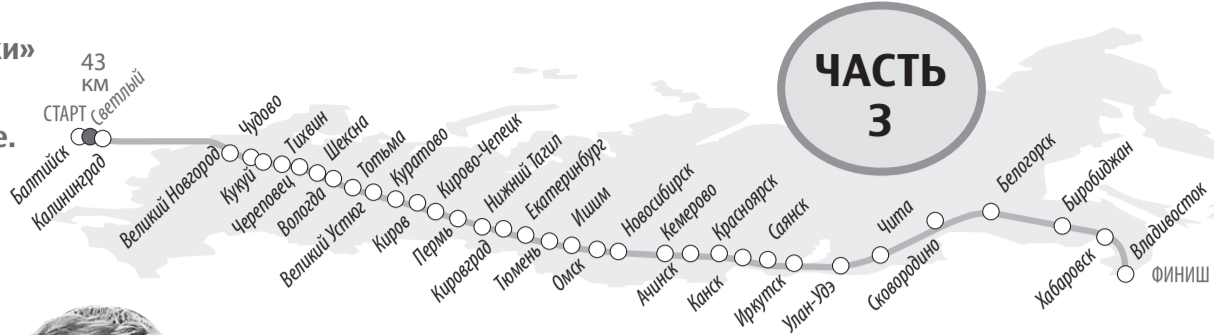 ки»
е.
43
км
СТАРТ
Светлый
Балтийск
Калининград
ЧАСТЬ
3
Великий Новгород
Чудово
Кукуй
Тихвин
Череповец
Шексна
Вологда
Тотьма
Великий Устюг
Куратово
Киров
Кирово-Чепецк
Пермь
Нижний Тагил
Кировград
Екатеринбург
Тюмень
Ишим
Омск
Новосибирск
Кемерово
Ачинск
Красноярск
Канск
Саянск
Иркутск
Улан-Удэ
Чита
Сковородино
Белогорск
Биробиджан
Хабаровск
Владивосток
ФИНИШ